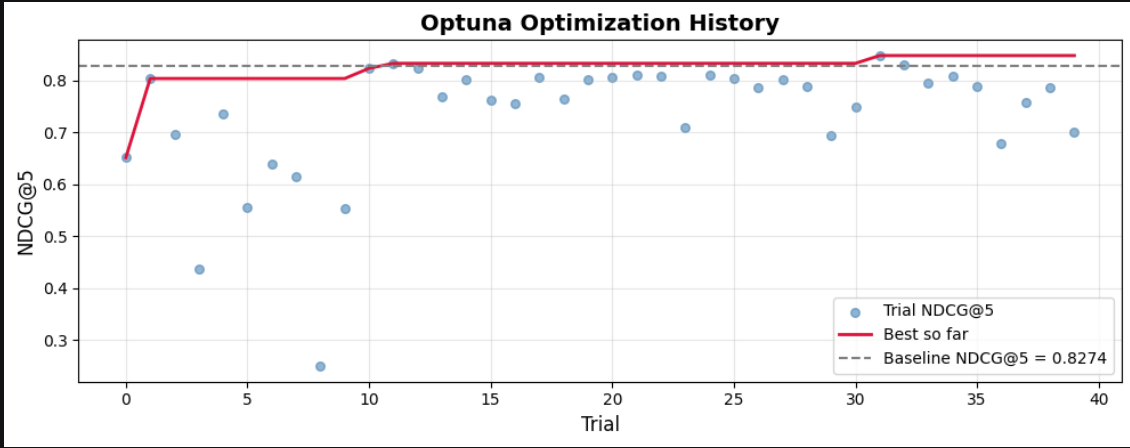 Optuna Optimization History
NDCG@5
0.8
0.7
0.6
0.5
0.4
0.3
0 5 10 15 20 25 30 35 40
Trial
Trial NDCG@5
Best so far
Baseline NDCG@5 = 0.8274